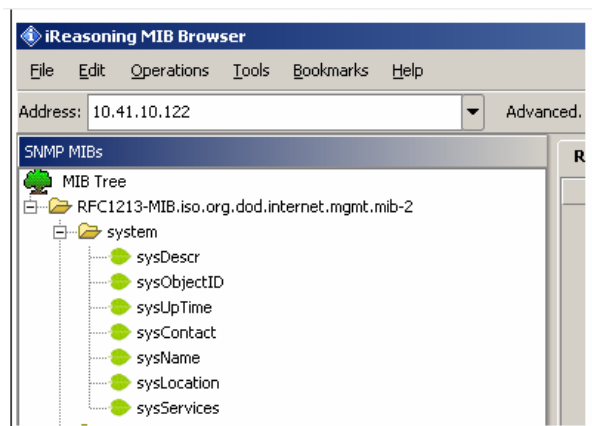 iReasoning MIB Browser
File Edit Operations Tools Bookmarks Help
Address: 10.41.10.122 Advanced.
SNMP MIBs
R
MIB Tree
RFC1213-MIB.iso.org.dod.internet.mgmt.mib-2
system
sysDescr
sysObjectID
sysUpTime
sysContact
sysName
sysLocation
sysServices